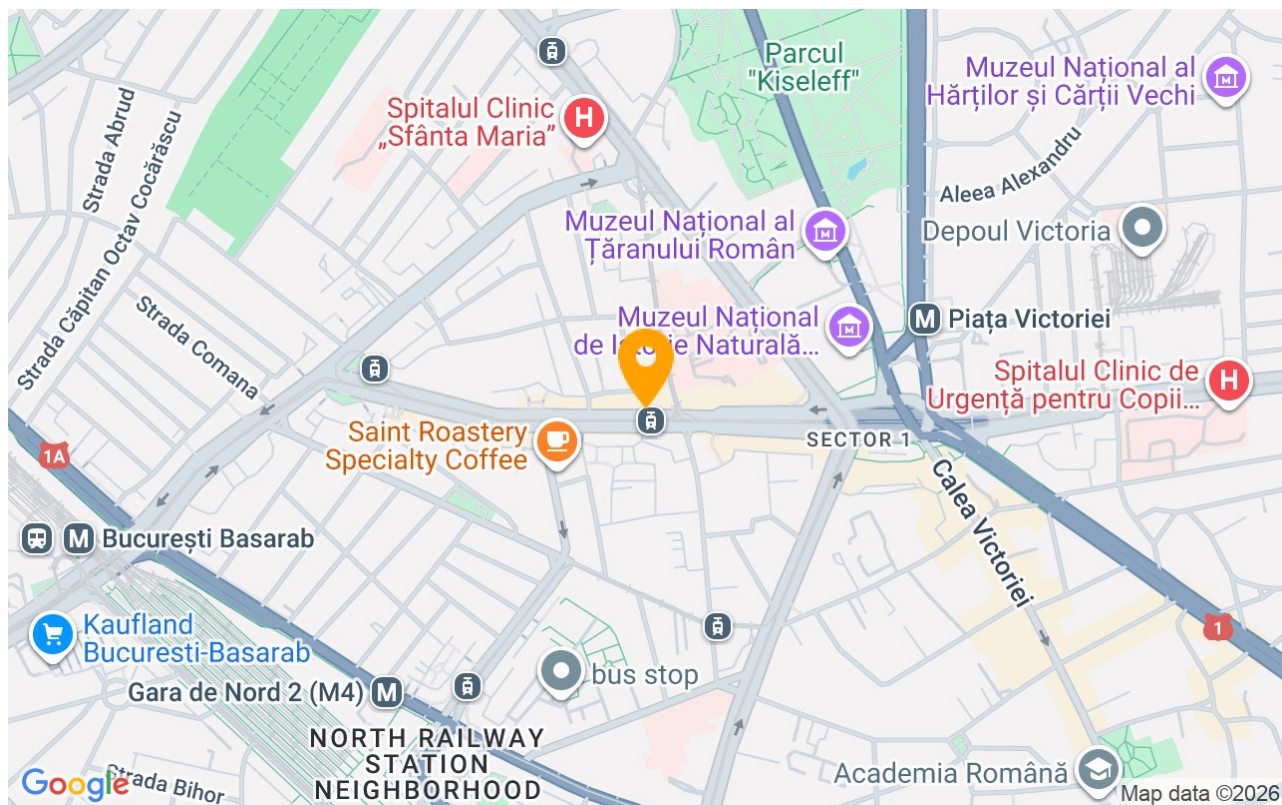 Parcul
"Kiseleff"
Muzeul Național al
Hărților și Cărții Vechi
Spitalul Clinic
„Sfânta Maria”
Strada Abrud
Strada Căpitan Octav Cocărăscu
Aleea Alexandru
Muzeul Național al
Țăranului Român
Depoul Victoria
Strada Comana
Muzeul Național
de Istorie Naturală...
M Piața Victoriei
Spitalul Clinic de
Urgență pentru Copii...
H
H
Saint Roastery
Specialty Coffee
SECTOR 1
1A
Calea Victoriei
M București Basarab
Kaufland
Bucuresti-Basarab
1
bus stop
Gara de Nord 2 (M4) M
NORTH RAILWAY
STATION
NEIGHBORHOOD
Academia Română
Google
Strada Bihor
Map data ©2026